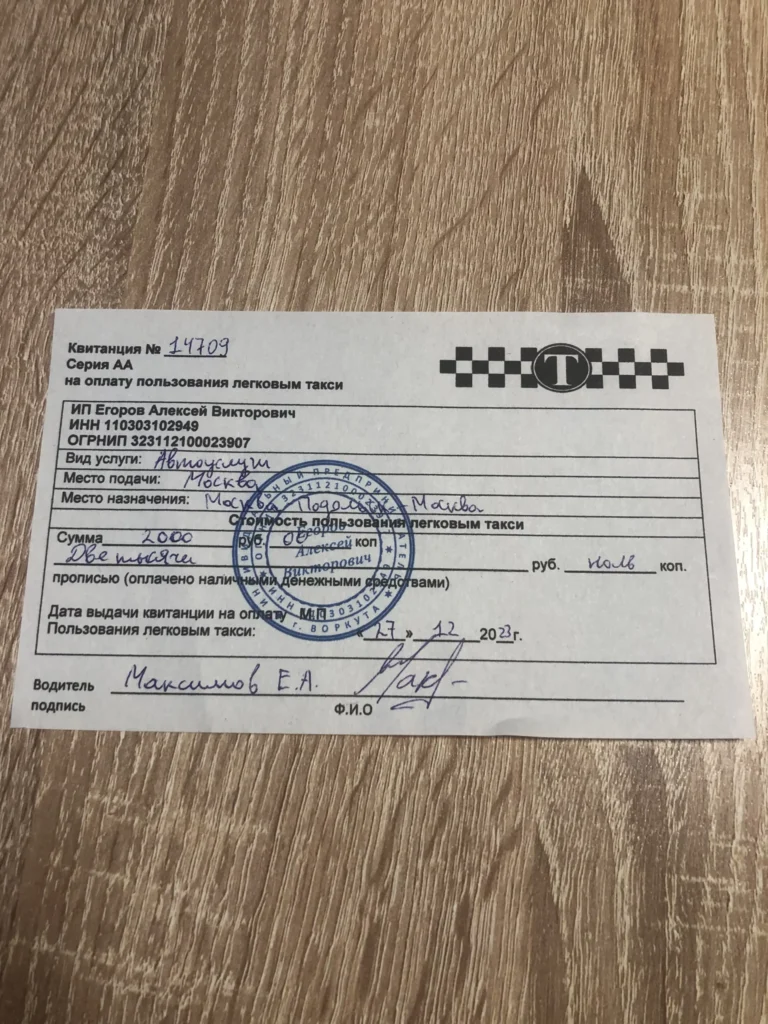 Квитанция № 14709
Серия АА
на оплату пользования легковым такси
Т
ИП Егоров Алексей Викторович
ИНН 110303102949
ОГРНИП 323112100023907
Вид услуги: Автоуслуги
Место подачи: Москва
Место назначения: Москва Подольск Москва
Стоимость пользования легковым такси
Сумма 2000 руб. 00 коп
Две тысячи руб. ноль коп.
прописью (оплачено наличными денежными средствами)
Дата выдачи квитанции на оплату М.П
Пользования легковым такси: «27» 12 2023г.
Водитель Максимов Е.А. Мак
подпись Ф.И.О
Егоров
Алексей
Викторович
г. ВОРКУТА